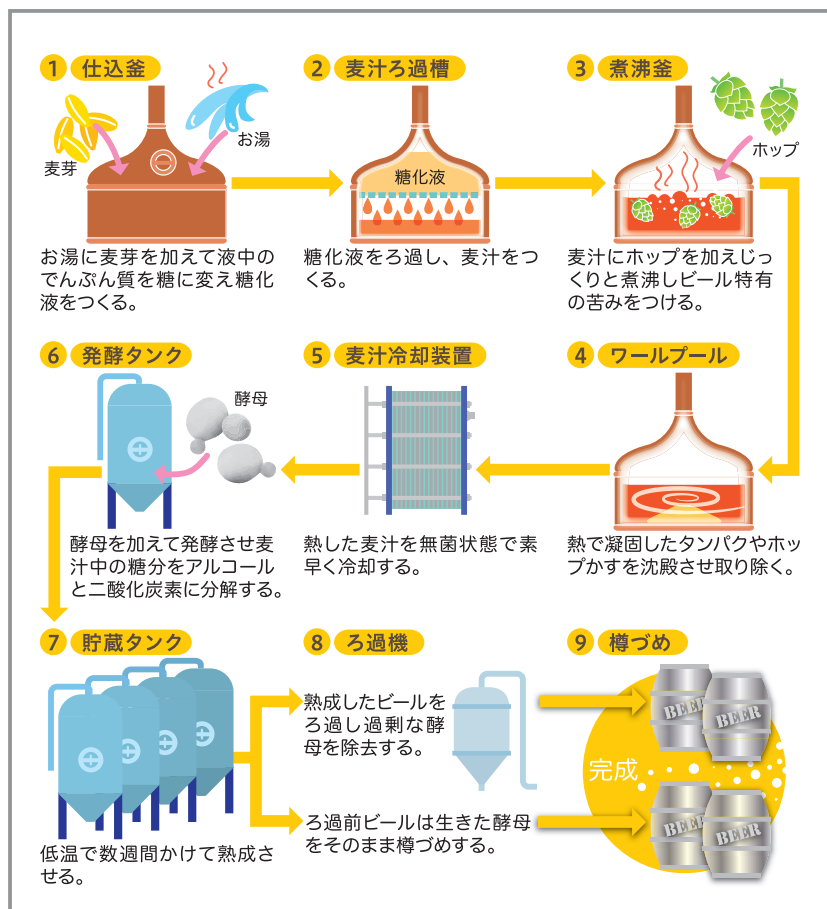 1 仕込釜
麦芽
お湯
お湯に麦芽を加えて液中の
でんぷん質を糖に変え糖化
液をつくる。
2 麦汁ろ過槽
糖化液
糖化液をろ過し、麦汁をつ
くる。
3 煮沸釜
ホップ
麦汁にホップを加えじっ
くりと煮沸しビール特有
の苦みをつける。
4 ワールプール
熱で凝固したタンパクやホッ
プかすを沈殿させ取り除く。
5 麦汁冷却装置
熱した麦汁を無菌状態で素
早く冷却する。
6 発酵タンク
酵母
酵母を加えて発酵させ麦
汁中の糖分をアルコール
と二酸化炭素に分解する。
7 貯蔵タンク
低温で数週間かけて熟成さ
せる。
8 ろ過機
熟成したビールを
ろ過し過剰な酵
母を除去する。
ろ過前ビールは生きた酵母
をそのまま樽づめする。
9 樽づめ
BEER
BEER
完成
BEER
BEER